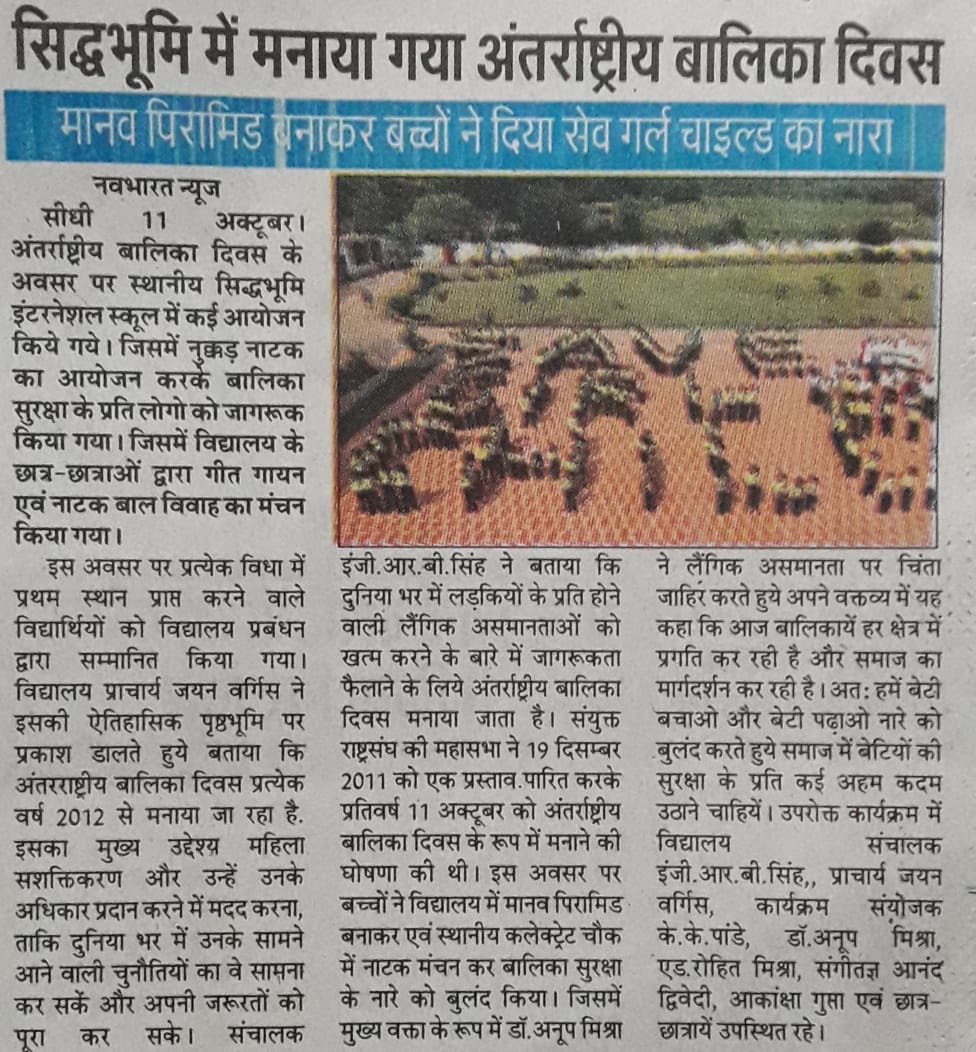 सिद्धभूमि में मनाया गया अंतर्राष्ट्रीय बालिका दिवस
मानव पिरामिड बनाकर बच्चों ने दिया सेव गर्ल चाइल्ड का नारा
नवभारत न्यूज
सीधी 11 अक्टूबर।
अंतर्राष्ट्रीय बालिका दिवस के
अवसर पर स्थानीय सिद्धभूमि
इंटरनेशल स्कूल में कई आयोजन
किये गये। जिसमें नुक्कड़ नाटक
का आयोजन करके बालिका
सुरक्षा के प्रति लोगो को जागरूक
किया गया। जिसमें विद्यालय के
छात्र-छात्राओं द्वारा गीत गायन
एवं नाटक बाल विवाह का मंचन
किया गया।
इस अवसर पर प्रत्येक विधा में
प्रथम स्थान प्राप्त करने वाले
विद्यार्थियों को विद्यालय प्रबंधन
द्वारा सम्मानित किया गया।
विद्यालय प्राचार्य जयन वर्गिस ने
इसकी ऐतिहासिक पृष्ठभूमि पर
प्रकाश डालते हुये बताया कि
अंतरराष्ट्रीय बालिका दिवस प्रत्येक
वर्ष 2012 से मनाया जा रहा है.
इसका मुख्य उद्देश्य महिला
सशक्तिकरण और उन्हें उनके
अधिकार प्रदान करने में मदद करना,
ताकि दुनिया भर में उनके सामने
आने वाली चुनौतियों का वे सामना
कर सकें और अपनी जरूरतों को
पूरा कर सके। संचालक
इंजी.आर.बी.सिंह ने बताया कि
दुनिया भर में लड़कियों के प्रति होने
वाली लैंगिक असमानताओं को
खत्म करने के बारे में जागरूकता
फैलाने के लिये अंतर्राष्ट्रीय बालिका
दिवस मनाया जाता है। संयुक्त
राष्ट्रसंघ की महासभा ने 19 दिसम्बर
2011 को एक प्रस्ताव.पारित करके
प्रतिवर्ष 11 अक्टूबर को अंतर्राष्ट्रीय
बालिका दिवस के रूप में मनाने की
घोषणा की थी। इस अवसर पर
बच्चों ने विद्यालय में मानव पिरामिड
बनाकर एवं स्थानीय कलेक्ट्रेट चौक
में नाटक मंचन कर बालिका सुरक्षा
के नारे को बुलंद किया। जिसमें
मुख्य वक्ता के रूप में डॉ.अनूप मिश्रा
ने लैंगिक असमानता पर चिंता
जाहिर करते हुये अपने वक्तव्य में यह
कहा कि आज बालिकायें हर क्षेत्र में
प्रगति कर रही है और समाज का
मार्गदर्शन कर रही है। अत: हमें बेटी
बचाओ और बेटी पढ़ाओ नारे को
बुलंद करते हुये समाज में बेटियों की
सुरक्षा के प्रति कई अहम कदम
उठाने चाहियें। उपरोक्त कार्यक्रम में
विद्यालय संचालक
इंजी.आर.बी.सिंह,, प्राचार्य जयन
वर्गिस, कार्यक्रम संयोजक
के.के.पांडे, डॉ.अनूप मिश्रा,
एड.रोहित मिश्रा, संगीतज्ञ आनंद
द्विवेदी, आकांक्षा गुप्ता एवं छात्र-
छात्रायें उपस्थित रहे।